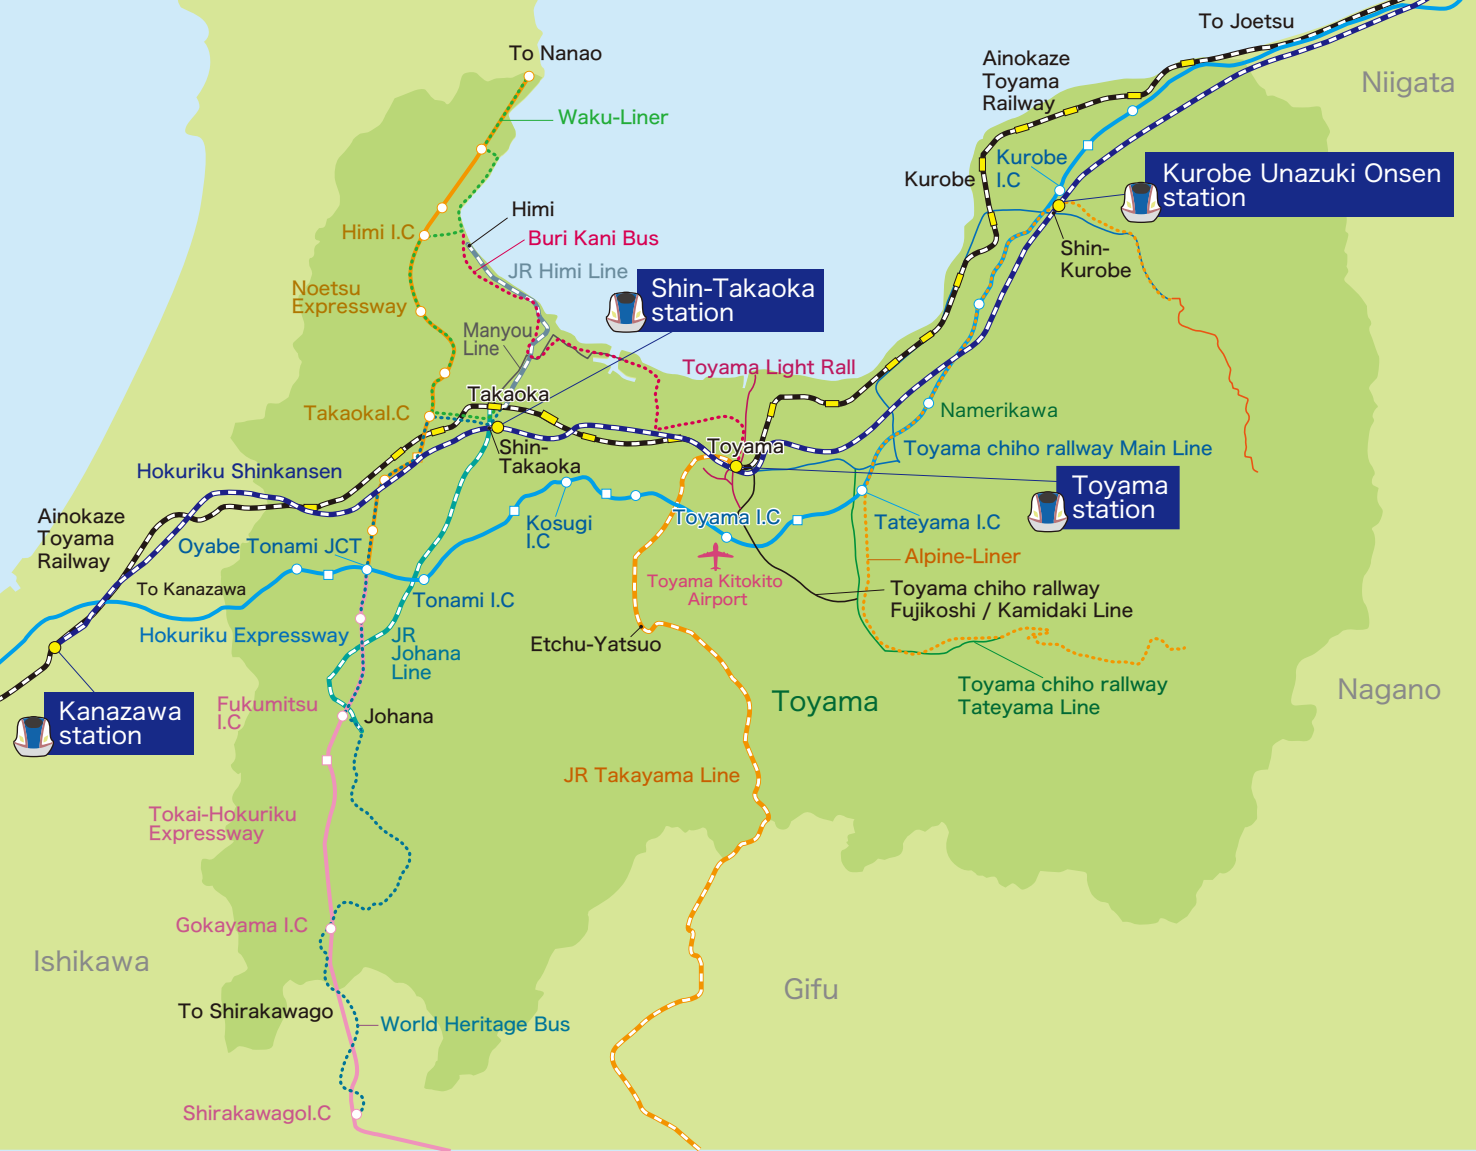 To Joetsu
Niigata
To Nanao
Ainokaze
Toyama
Railway
Waku-Liner
Kurobe
I.C
Kurobe
Kurobe Unazuki Onsen
station
Himi
Himi I.C
Buri Kani Bus
Shin-
Kurobe
JR Himi Line
Shin-Takaoka
station
Noetsu
Expressway
Manyou
Line
Toyama Light Rall
Takaoka
TakaokaI.C
Namerikawa
Toyama
Shin-
Takaoka
Toyama chiho rallway Main Line
Hokuriku Shinkansen
Toyama
station
Ainokaze
Toyama
Railway
Kosugi
I.C
Toyama I.C
Tateyama I.C
Oyabe Tonami JCT
Alpine-Liner
To Kanazawa
Toyama Kitokito
Airport
Toyama chiho rallway
Fujikoshi / Kamidaki Line
Tonami I.C
Hokuriku Expressway
JR
Johana
Line
Etchu-Yatsuo
Toyama chiho rallway
Tateyama Line
Nagano
Toyama
Kanazawa
station
Fukumitsu
I.C
Johana
JR Takayama Line
Tokai-Hokuriku
Expressway
Gokayama I.C
Ishikawa
Gifu
To Shirakawago
World Heritage Bus
ShirakawagoI.C